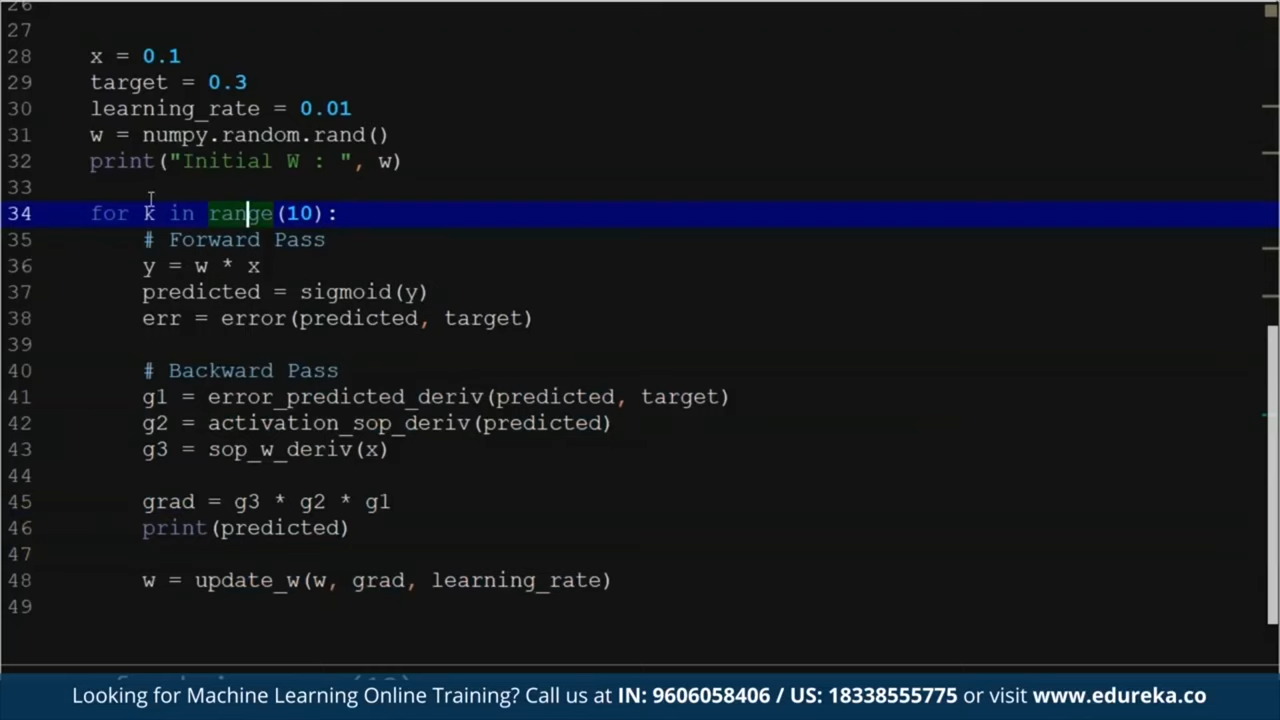 26
27
28 x = 0.1
29 target = 0.3
30 learning_rate = 0.01
31 w = numpy.random.rand()
32 print("Initial W : ", w)
33
34 for k in range(10):
35 # Forward Pass
36 y = w * x
37 predicted = sigmoid(y)
38 err = error(predicted, target)
39
40 # Backward Pass
41 g1 = error_predicted_deriv(predicted, target)
42 g2 = activation_sop_deriv(predicted)
43 g3 = sop_w_deriv(x)
44
45 grad = g3 * g2 * g1
46 print(predicted)
47
48 w = update_w(w, grad, learning_rate)
49
Looking for Machine Learning Online Training? Call us at IN: 9606058406 / US: 18338555775 or visit www.edureka.co